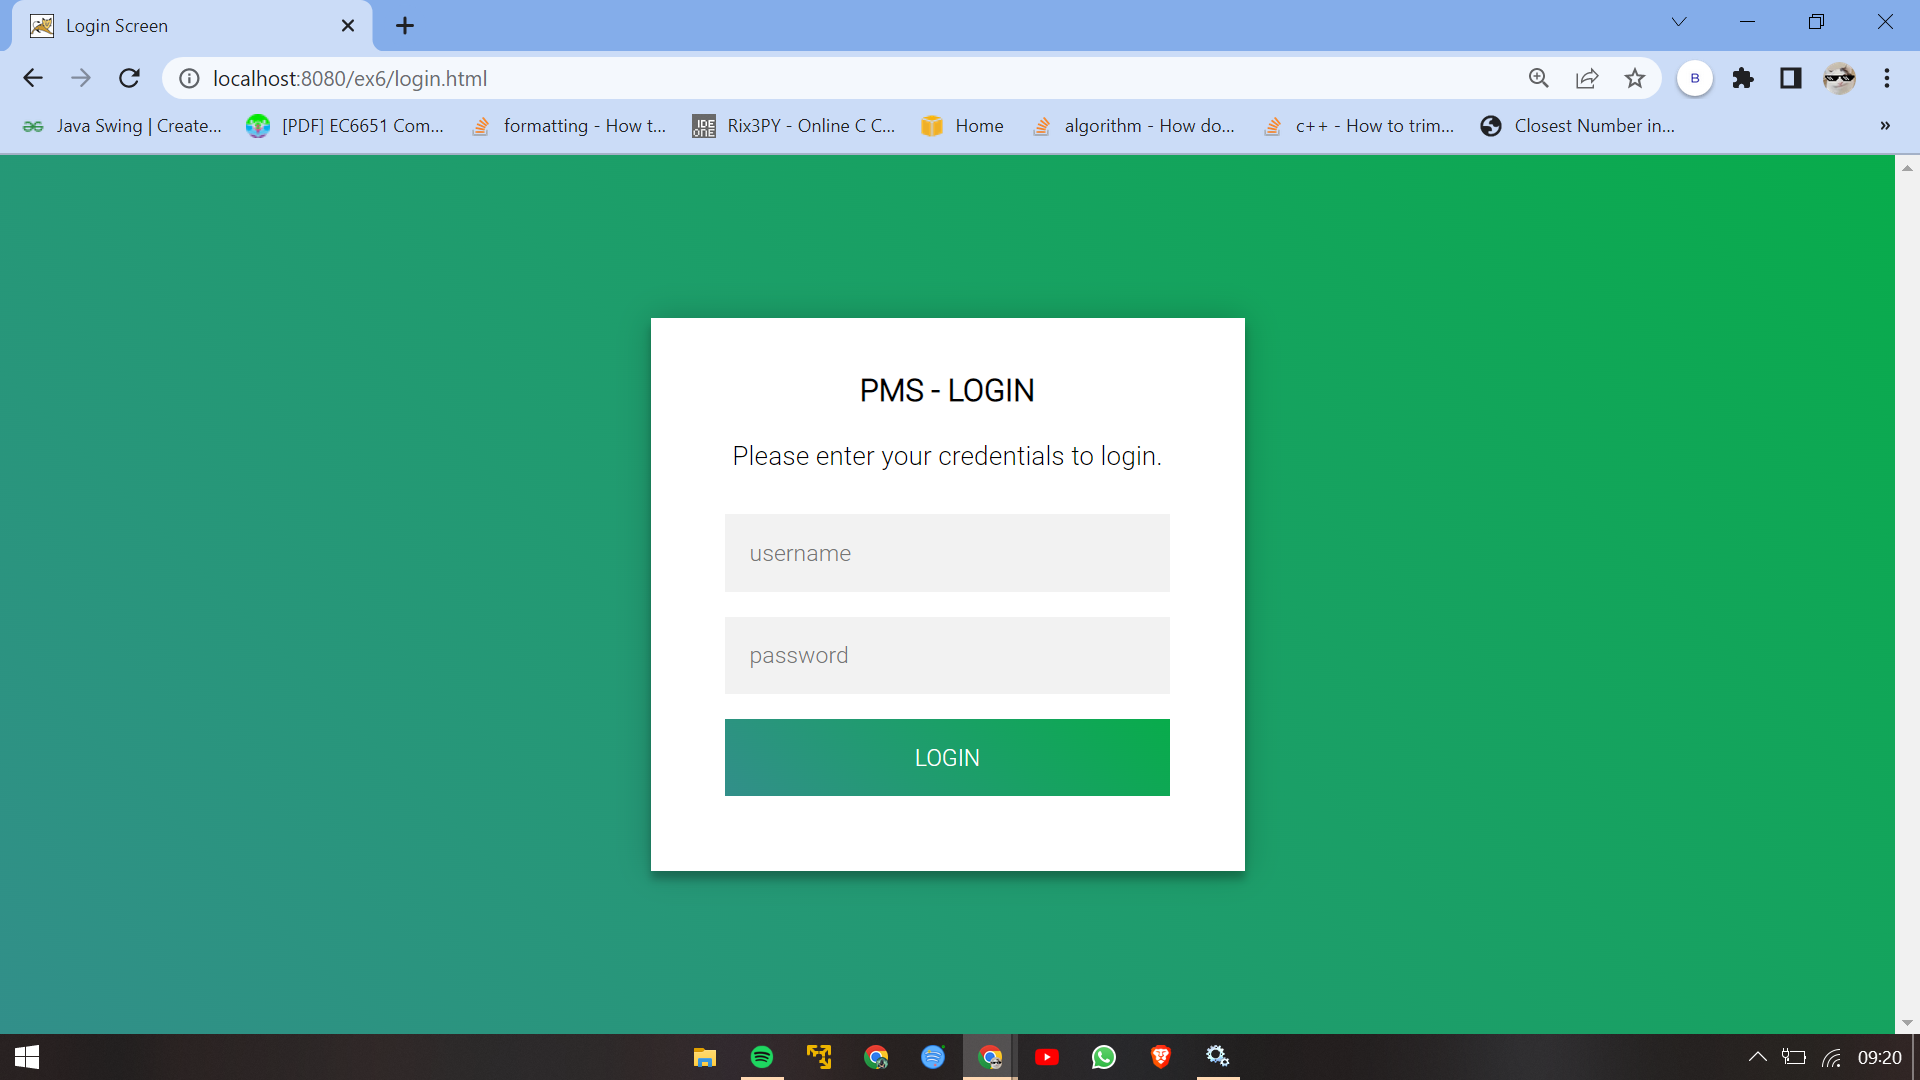 Login Screen
localhost:8080/ex6/login.html
B
Java Swing | Create...
[PDF] EC6651 Com...
formatting - How t...
IDE
ONE
Rix3PY - Online C C...
Home
algorithm - How do...
c++ - How to trim...
Closest Number in...
»
PMS - LOGIN
Please enter your credentials to login.
username
password
LOGIN
09:20